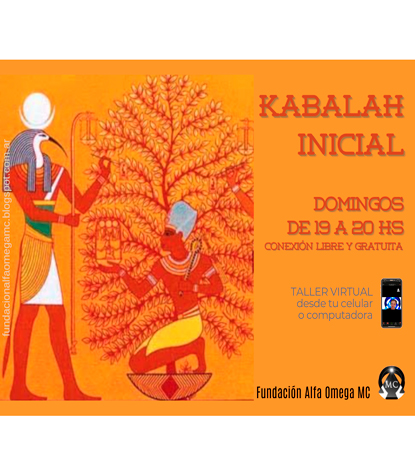 KABALAH
INICIAL
DOMINGOS
DE 19 A 20 HS
CONEXIÓN LIBRE Y GRATUITA
TALLER VIRTUAL
desde tu celular
o computadora
Fundación Alfa Omega MC
MC
fundacionalfaomegamc.blogspot.com.ar